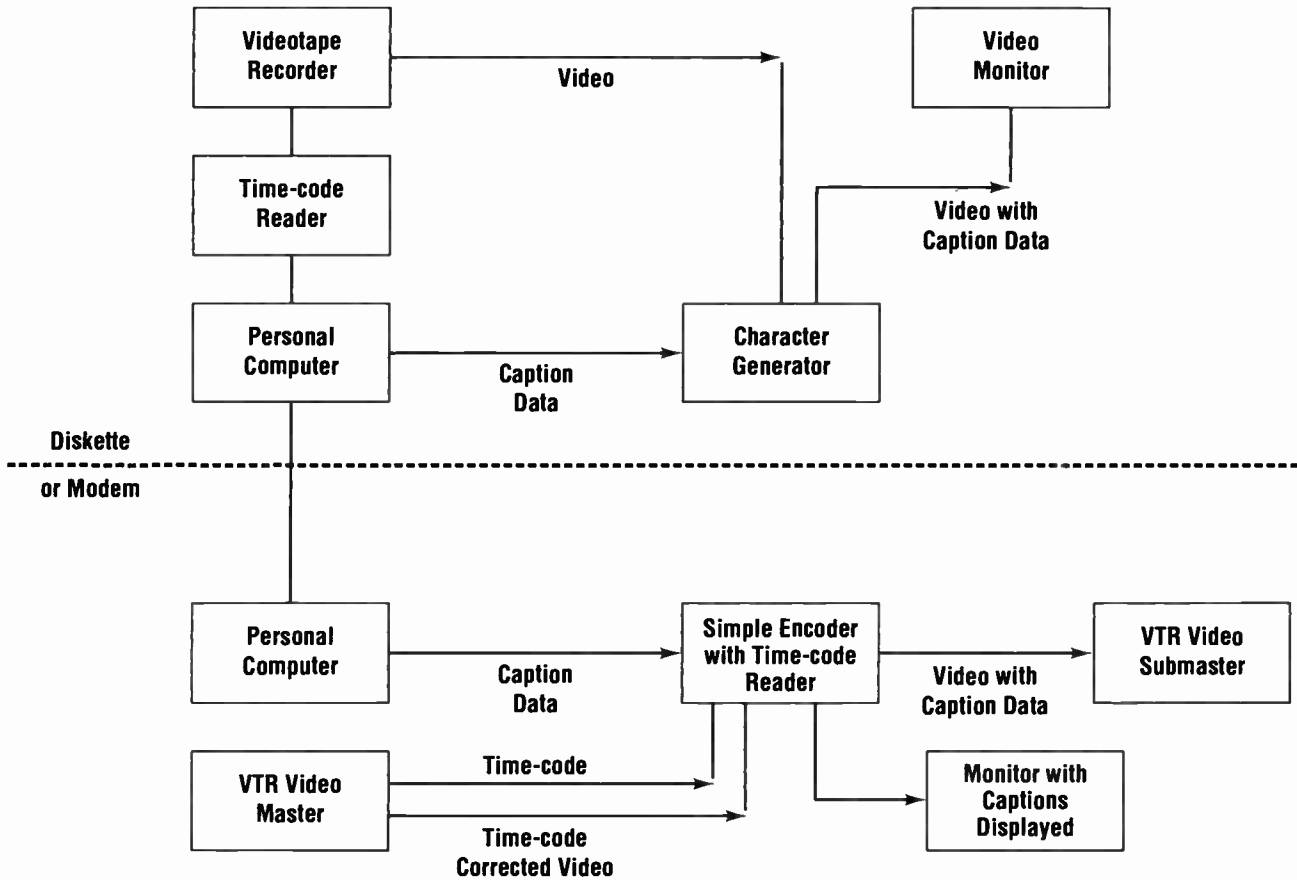 Videotape
Recorder
Video
Video
Monitor
Time-code
Reader
Video with
Caption Data
Personal
Computer
Caption
Data
Character
Generator
Diskette
or Modem
Personal
Computer
Caption
Data
Simple Encoder
with Time-code
Reader
Video with
Caption Data
VTR Video
Submaster
VTR Video
Master
Time-code
Time-code
Corrected Video
Monitor with
Captions
Displayed